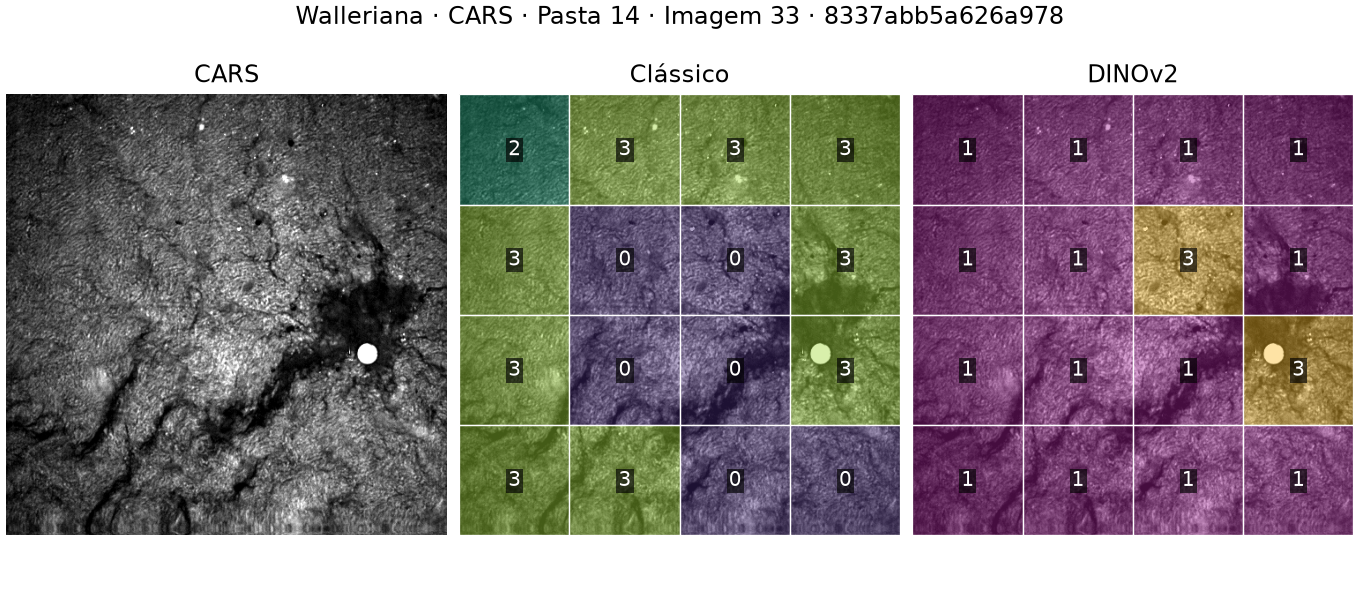 Walleriana · CARS · Pasta 14 · Imagem 33 · 8337abb5a626a978
CARS
Clássico
DINOv2
2 3 3 3
3 0 0 3
3 0 0 3
3 3 0 0
1 1 1 1
1 1 3 1
1 1 1 3
1 1 1 1